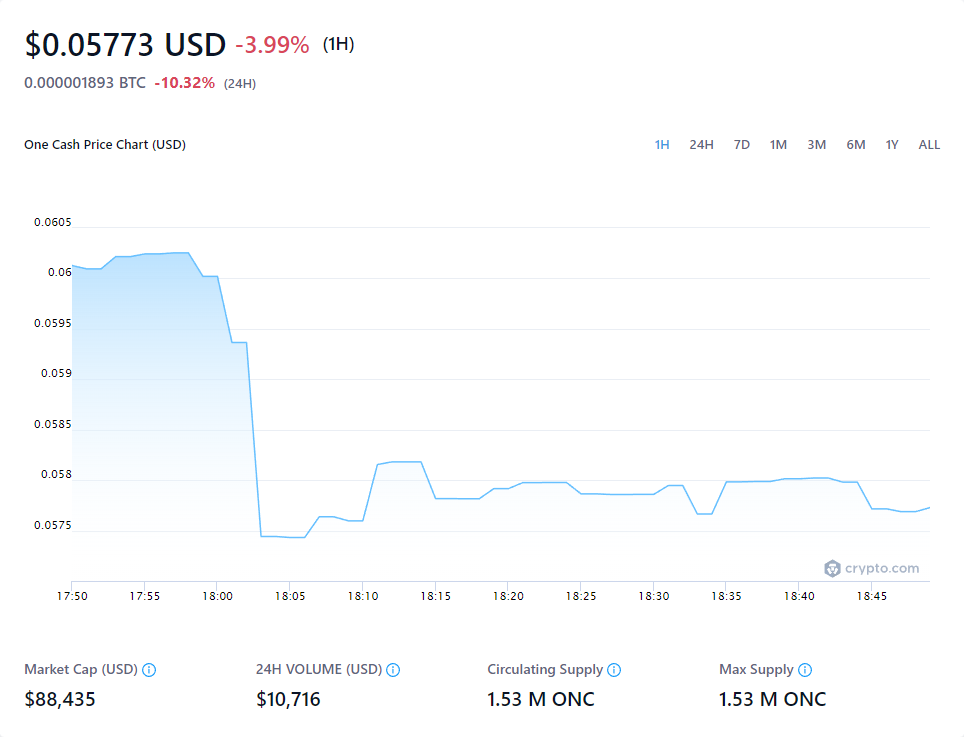 $0.05773 USD -3.99% (1H)
0.000001893 BTC -10.32% (24H)
One Cash Price Chart (USD)
1H 24H 7D 1M 3M 6M 1Y ALL
0.0605
0.06
0.0595
0.059
0.0585
0.058
0.0575
crypto.com
17:50 17:55 18:00 18:05 18:10 18:15 18:20 18:25 18:30 18:35 18:40 18:45
Market Cap (USD) 24H VOLUME (USD) Circulating Supply Max Supply
$88,435 $10,716 1.53 M ONC 1.53 M ONC